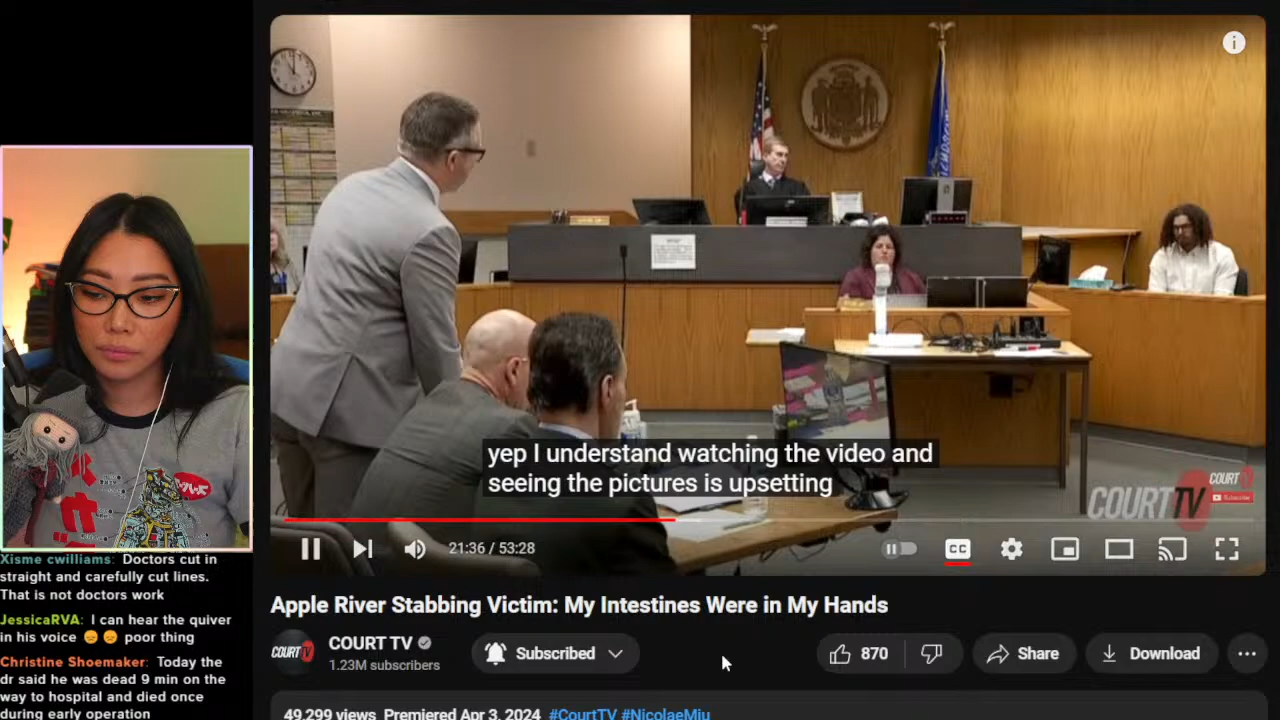 yep I understand watching the video and
seeing the pictures is upsetting
COURT TV
Subscribe
21:36 / 53:28
CC
Apple River Stabbing Victim: My Intestines Were in My Hands
COURT TV
COURT TV
1.23M subscribers
Subscribed
870
Share
Download
49,299 views Premiered Apr 3, 2024 #CourtTV #NicolaeMiu
Xisme cwilliams: Doctors cut in
straight and carefully cut lines.
That is not doctors work
JessicaRVA: I can hear the quiver
in his voice 😞 😞 poor thing
Christine Shoemaker: Today the
dr said he was dead 9 min on the
way to hospital and died once
during early operation